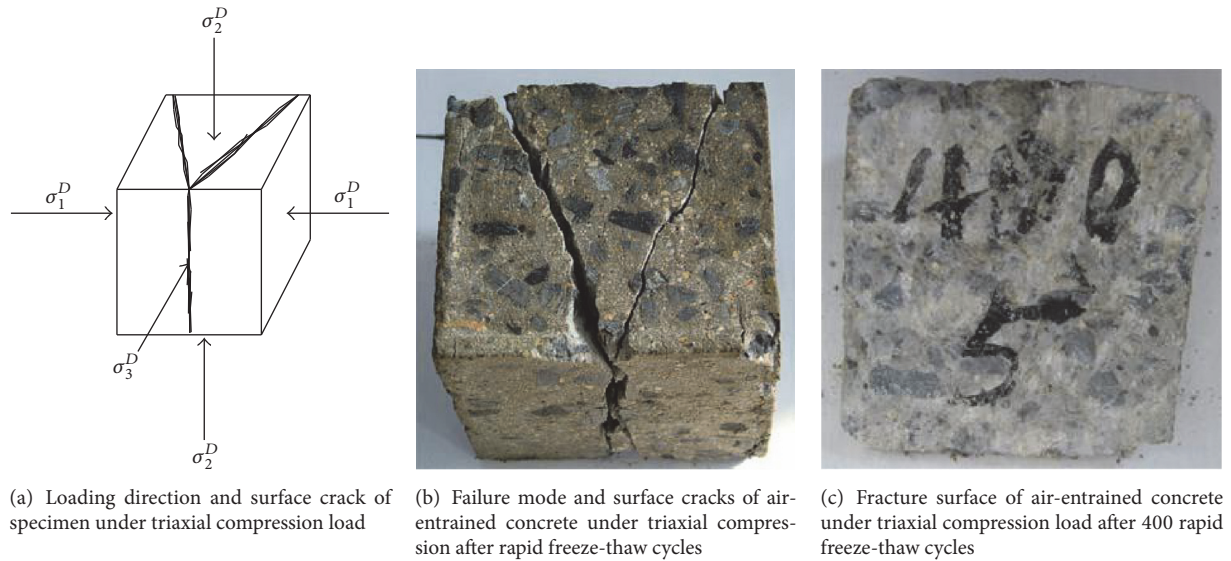 σ₂ᴰ
σ₁ᴰ
σ₁ᴰ
σ₃ᴰ
σ₂ᴰ
400
5
(a) Loading direction and surface crack of
specimen under triaxial compression load
(b) Failure mode and surface cracks of air-
entrained concrete under triaxial compres-
sion after rapid freeze-thaw cycles
(c) Fracture surface of air-entrained concrete
under triaxial compression load after 400 rapid
freeze-thaw cycles